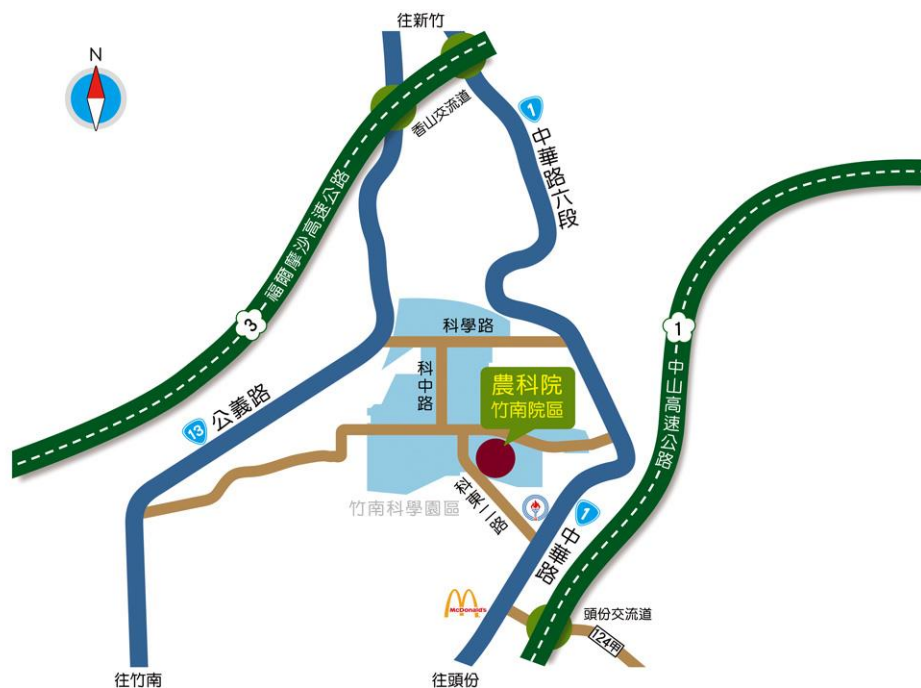 往新竹
N
香山交流道
1
中華路六段
福爾摩沙高速公路
3
科學路
1
科中路
農科院
竹南院區
中山高速公路
13
公義路
竹南科學園區
科東二路
1
中華路
McDonald's
頭份交流道
124甲
往竹南
往頭份